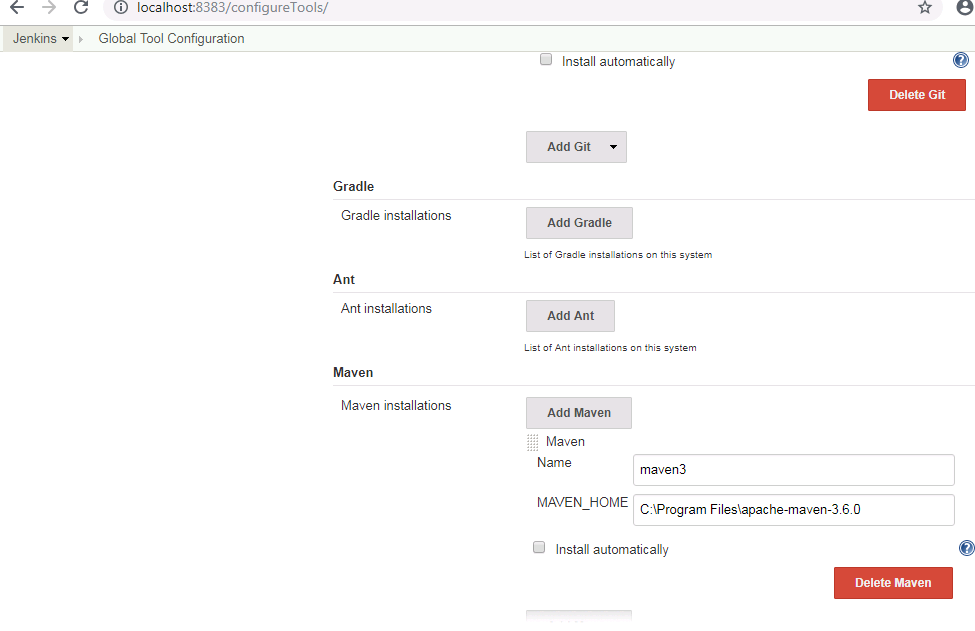 localhost:8383/configureTools/
Jenkins
Global Tool Configuration
Install automatically
?
Delete Git
Add Git
Gradle
Gradle installations
Add Gradle
List of Gradle installations on this system
Ant
Ant installations
Add Ant
List of Ant installations on this system
Maven
Maven installations
Add Maven
Maven
Name
maven3
MAVEN_HOME
C:\Program Files\apache-maven-3.6.0
Install automatically
?
Delete Maven